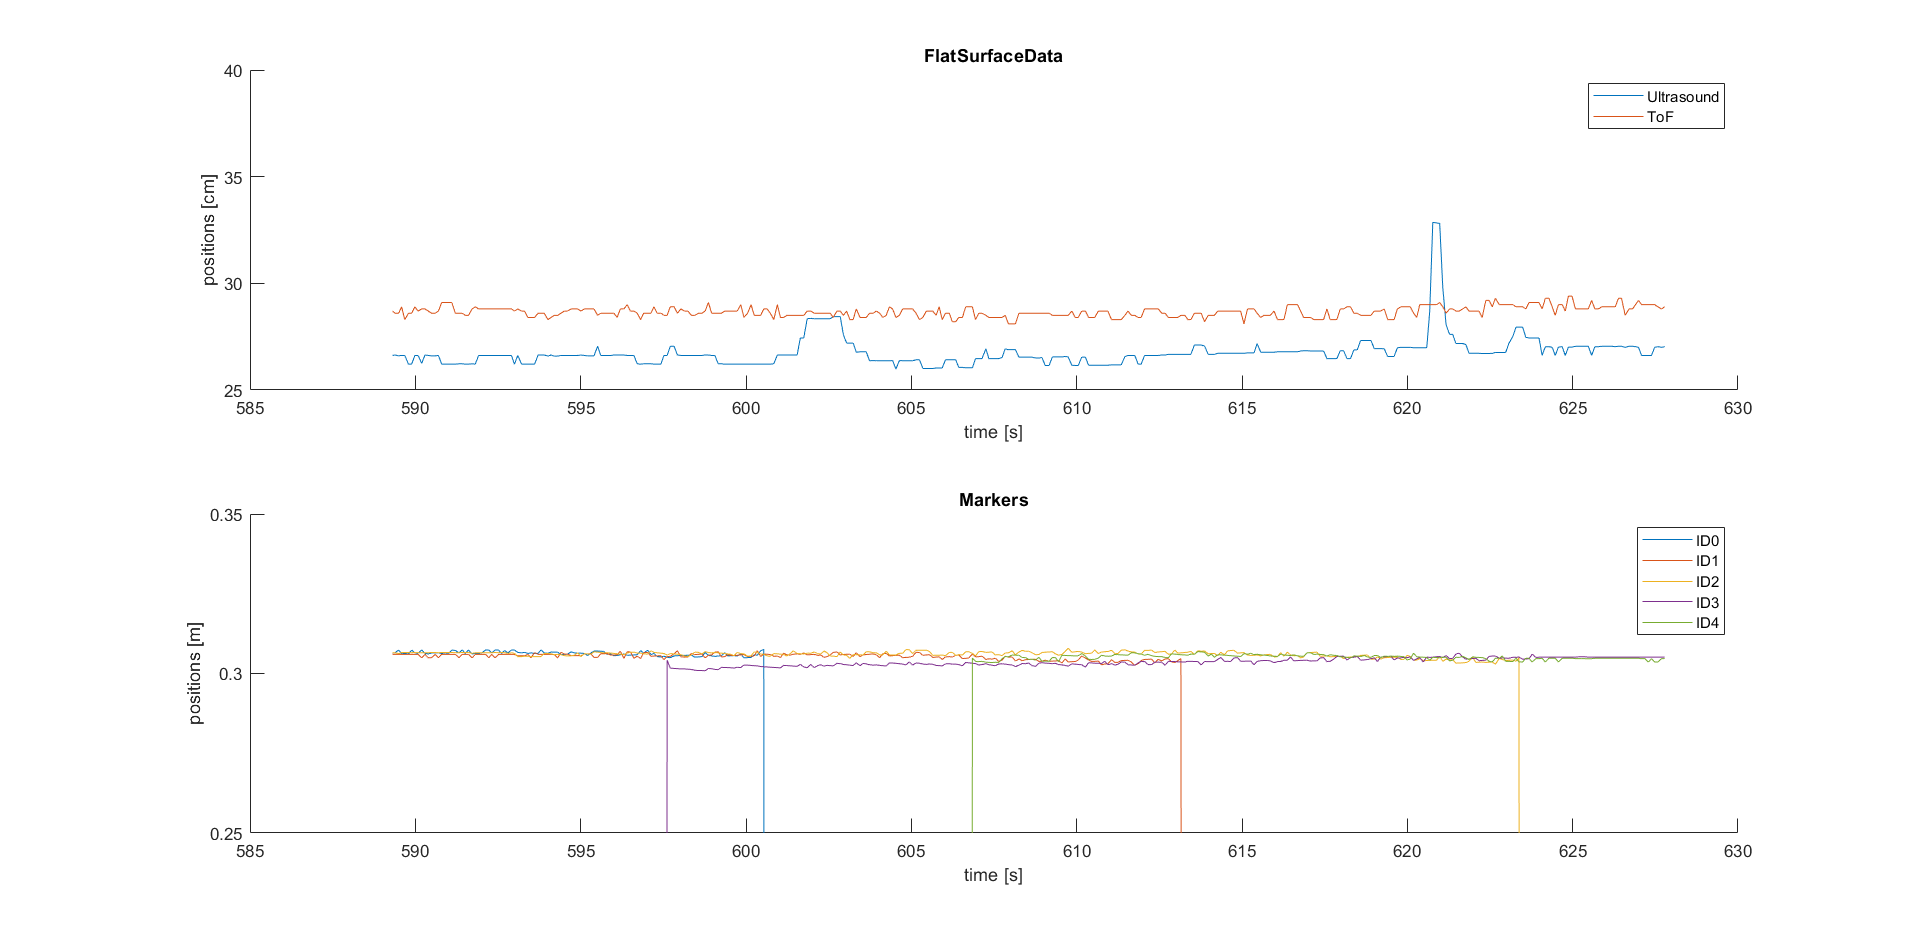 FlatSurfaceData
40
35
30
25
positions [cm]
Ultrasound
ToF
585 590 595 600 605 610 615 620 625 630
time [s]
Markers
0.35
0.3
0.25
positions [m]
ID0
ID1
ID2
ID3
ID4
585 590 595 600 605 610 615 620 625 630
time [s]